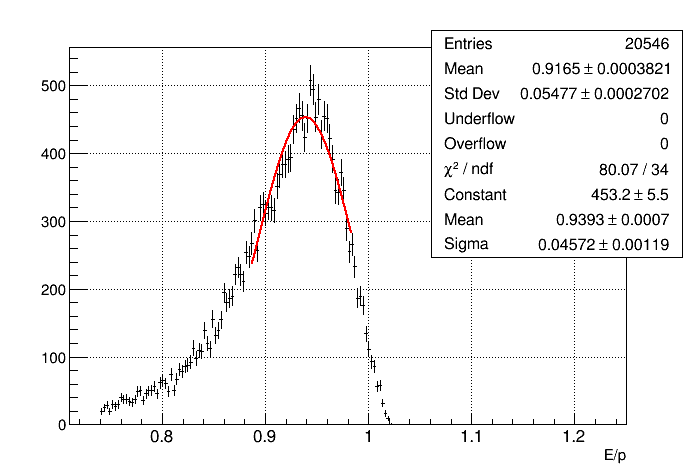 Entries 20546
Mean 0.9165 ± 0.0003821
Std Dev 0.05477 ± 0.0002702
Underflow 0
Overflow 0
χ² / ndf 80.07 / 34
Constant 453.2 ± 5.5
Mean 0.9393 ± 0.0007
Sigma 0.04572 ± 0.00119
500
400
300
200
100
0
0.8 0.9 1 1.1 1.2
E/p